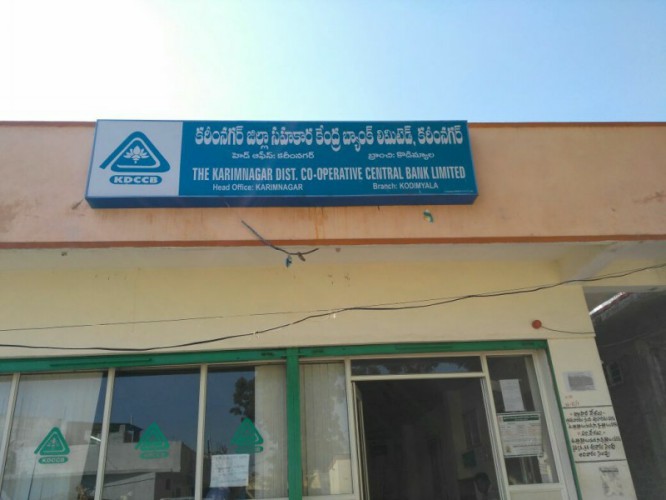 కరీంనగర్ జిల్లా సహకార కేంద్ర బ్యాంక్ లిమిటెడ్, కరీంనగర్
హెడ్ ఆఫీస్: కరీంనగర్ బ్రాంచి: కొడిమ్యాల
KDCCB
THE KARIMNAGAR DIST. CO-OPERATIVE CENTRAL BANK LIMITED
Head Office: KARIMNAGAR Branch: KODIMYALA
KDCCB